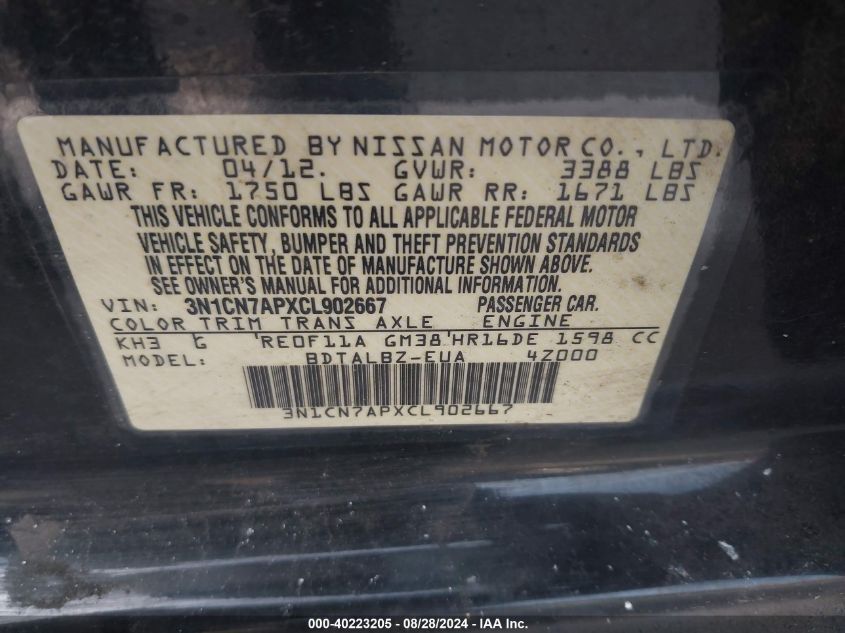 MANUFACTURED BY NISSAN MOTOR CO., LTD.
DATE: 04/12. GVWR: 3388 LBS
GAWR FR: 1750 LBS GAWR RR: 1671 LBS
THIS VEHICLE CONFORMS TO ALL APPLICABLE FEDERAL MOTOR
VEHICLE SAFETY, BUMPER AND THEFT PREVENTION STANDARDS
IN EFFECT ON THE DATE OF MANUFACTURE SHOWN ABOVE.
SEE OWNER'S MANUAL FOR ADDITIONAL INFORMATION.
VIN: 3N1CN7APXCL902667 PASSENGER CAR.
COLOR TRIM TRANS AXLE ENGINE
KH3 G 'RE0F11A GM38'HR16DE 1598 CC
MODEL: BDTALBZ-EUA 4Z000
3N1CN7APXCL902667
000-40223205 - 08/28/2024 - IAA Inc.